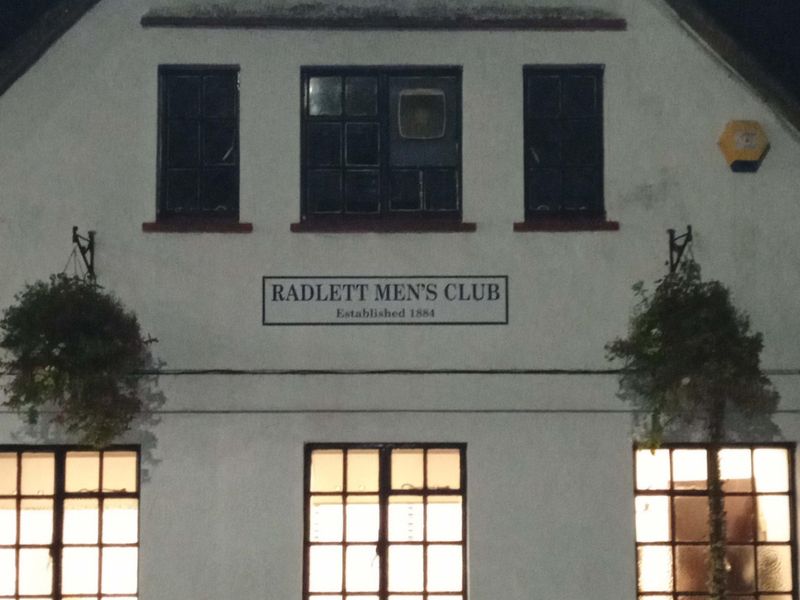 RADLETT MEN'S CLUB
Established 1884